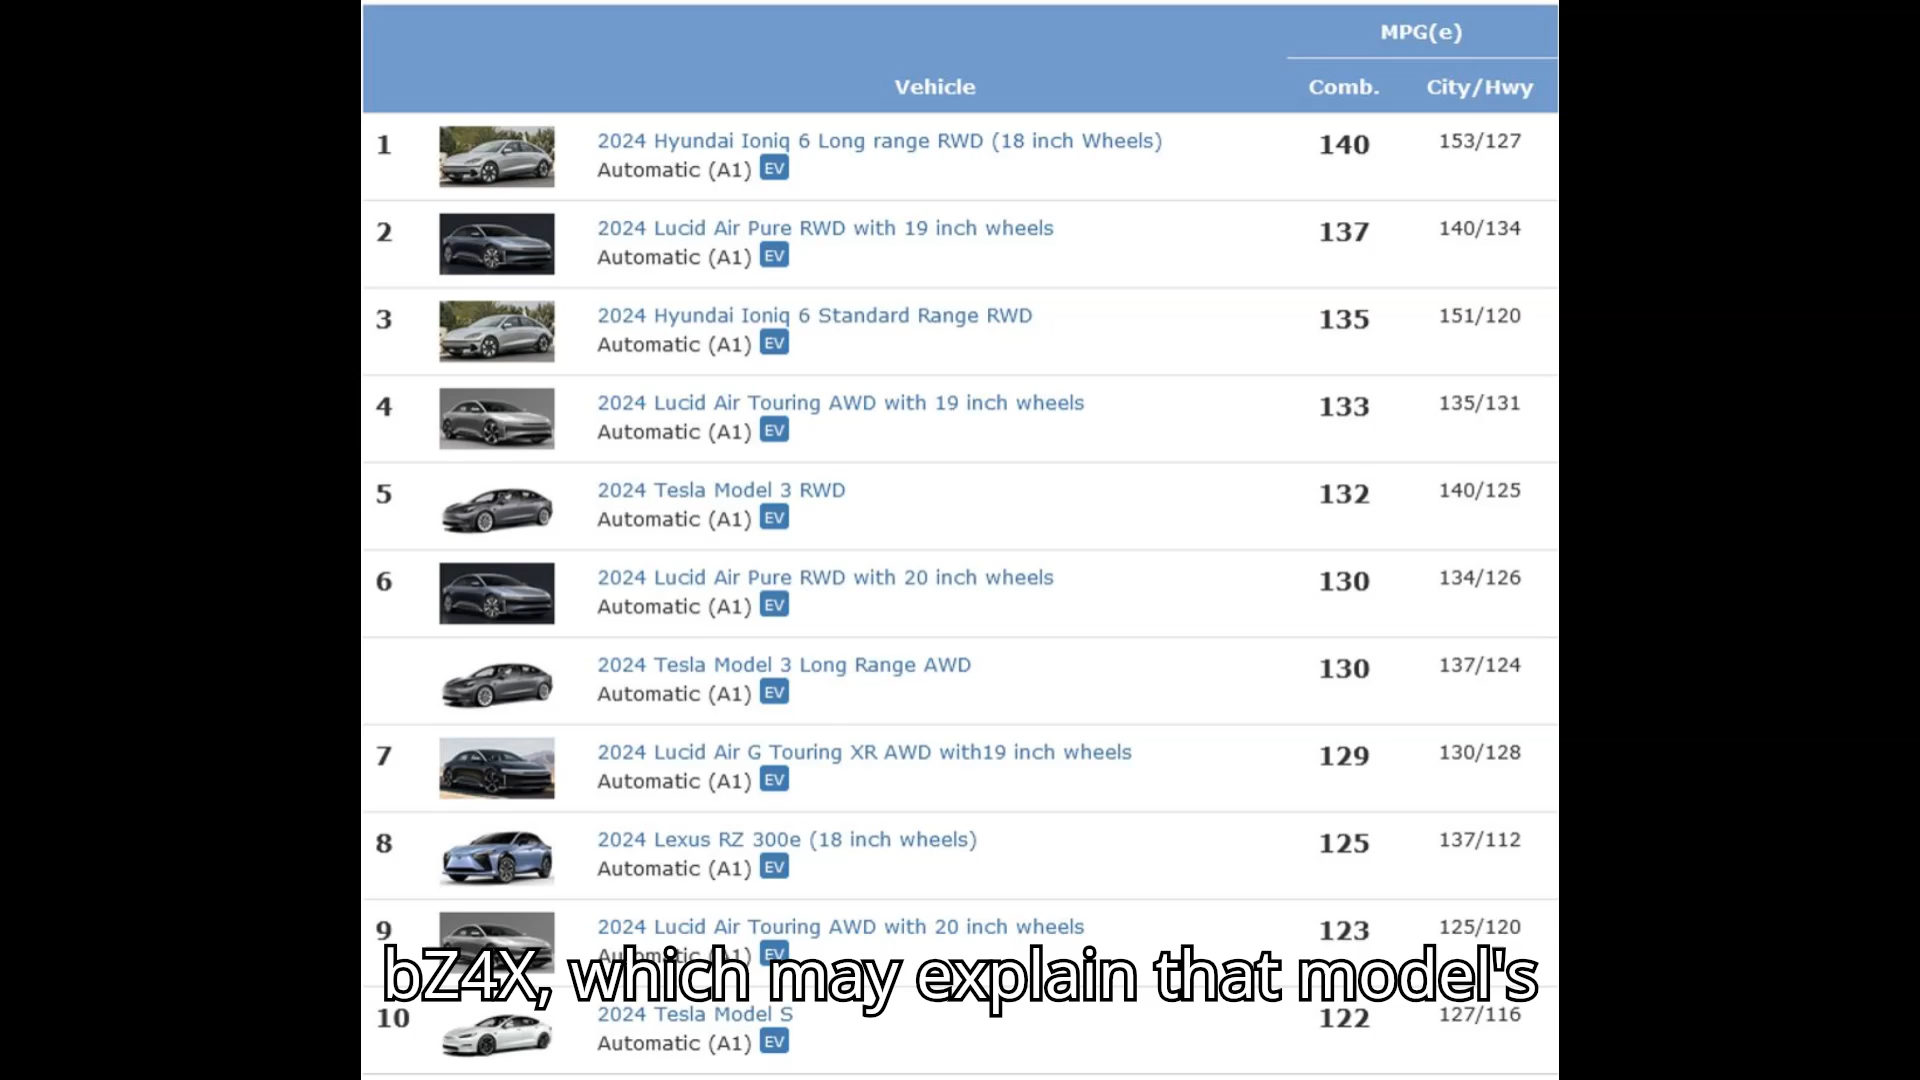 MPG(e)
Vehicle Comb. City/Hwy
1 2024 Hyundai Ioniq 6 Long range RWD (18 inch Wheels) 140 153/127
Automatic (A1) EV
2 2024 Lucid Air Pure RWD with 19 inch wheels 137 140/134
Automatic (A1) EV
3 2024 Hyundai Ioniq 6 Standard Range RWD 135 151/120
Automatic (A1) EV
4 2024 Lucid Air Touring AWD with 19 inch wheels 133 135/131
Automatic (A1) EV
5 2024 Tesla Model 3 RWD 132 140/125
Automatic (A1) EV
6 2024 Lucid Air Pure RWD with 20 inch wheels 130 134/126
Automatic (A1) EV
2024 Tesla Model 3 Long Range AWD 130 137/124
Automatic (A1) EV
7 2024 Lucid Air G Touring XR AWD with19 inch wheels 129 130/128
Automatic (A1) EV
8 2024 Lexus RZ 300e (18 inch wheels) 125 137/112
Automatic (A1) EV
9 2024 Lucid Air Touring AWD with 20 inch wheels 123 125/120
Automatic (A1) EV
bZ4X, which may explain that model's
10 2024 Tesla Model S 122 127/116
Automatic (A1) EV